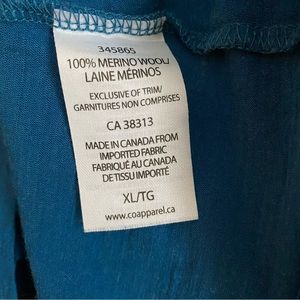 345865
100% MERINO WOOL/
LAINE MÉRINOS
EXCLUSIVE OF TRIM/
GARNITURES NON COMPRISES
CA 38313
MADE IN CANADA FROM
IMPORTED FABRIC
FABRIQUÉ AU CANADA
DE TISSU IMPORTÉ
XL/TG
www.coapparel.ca